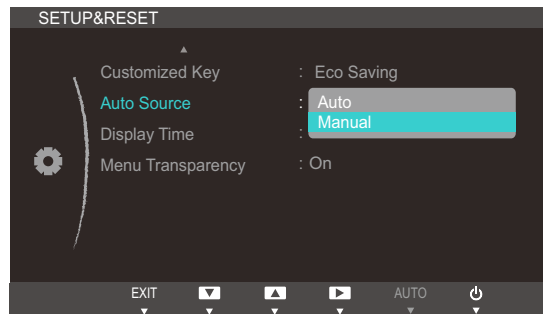 SETUP&RESET
Customized Key : Eco Saving
Auto Source : Auto
Manual
Display Time :
Menu Transparency : On
EXIT AUTO